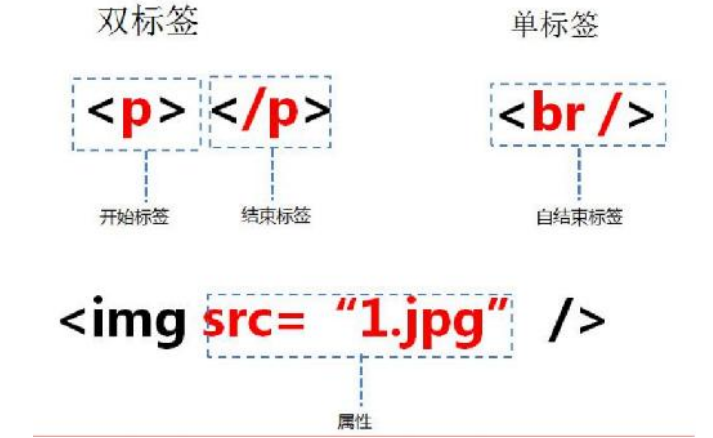 双标签 单标签
<p> </p> <br />
开始标签 结束标签 自结束标签
<img src= “1.jpg” />
属性